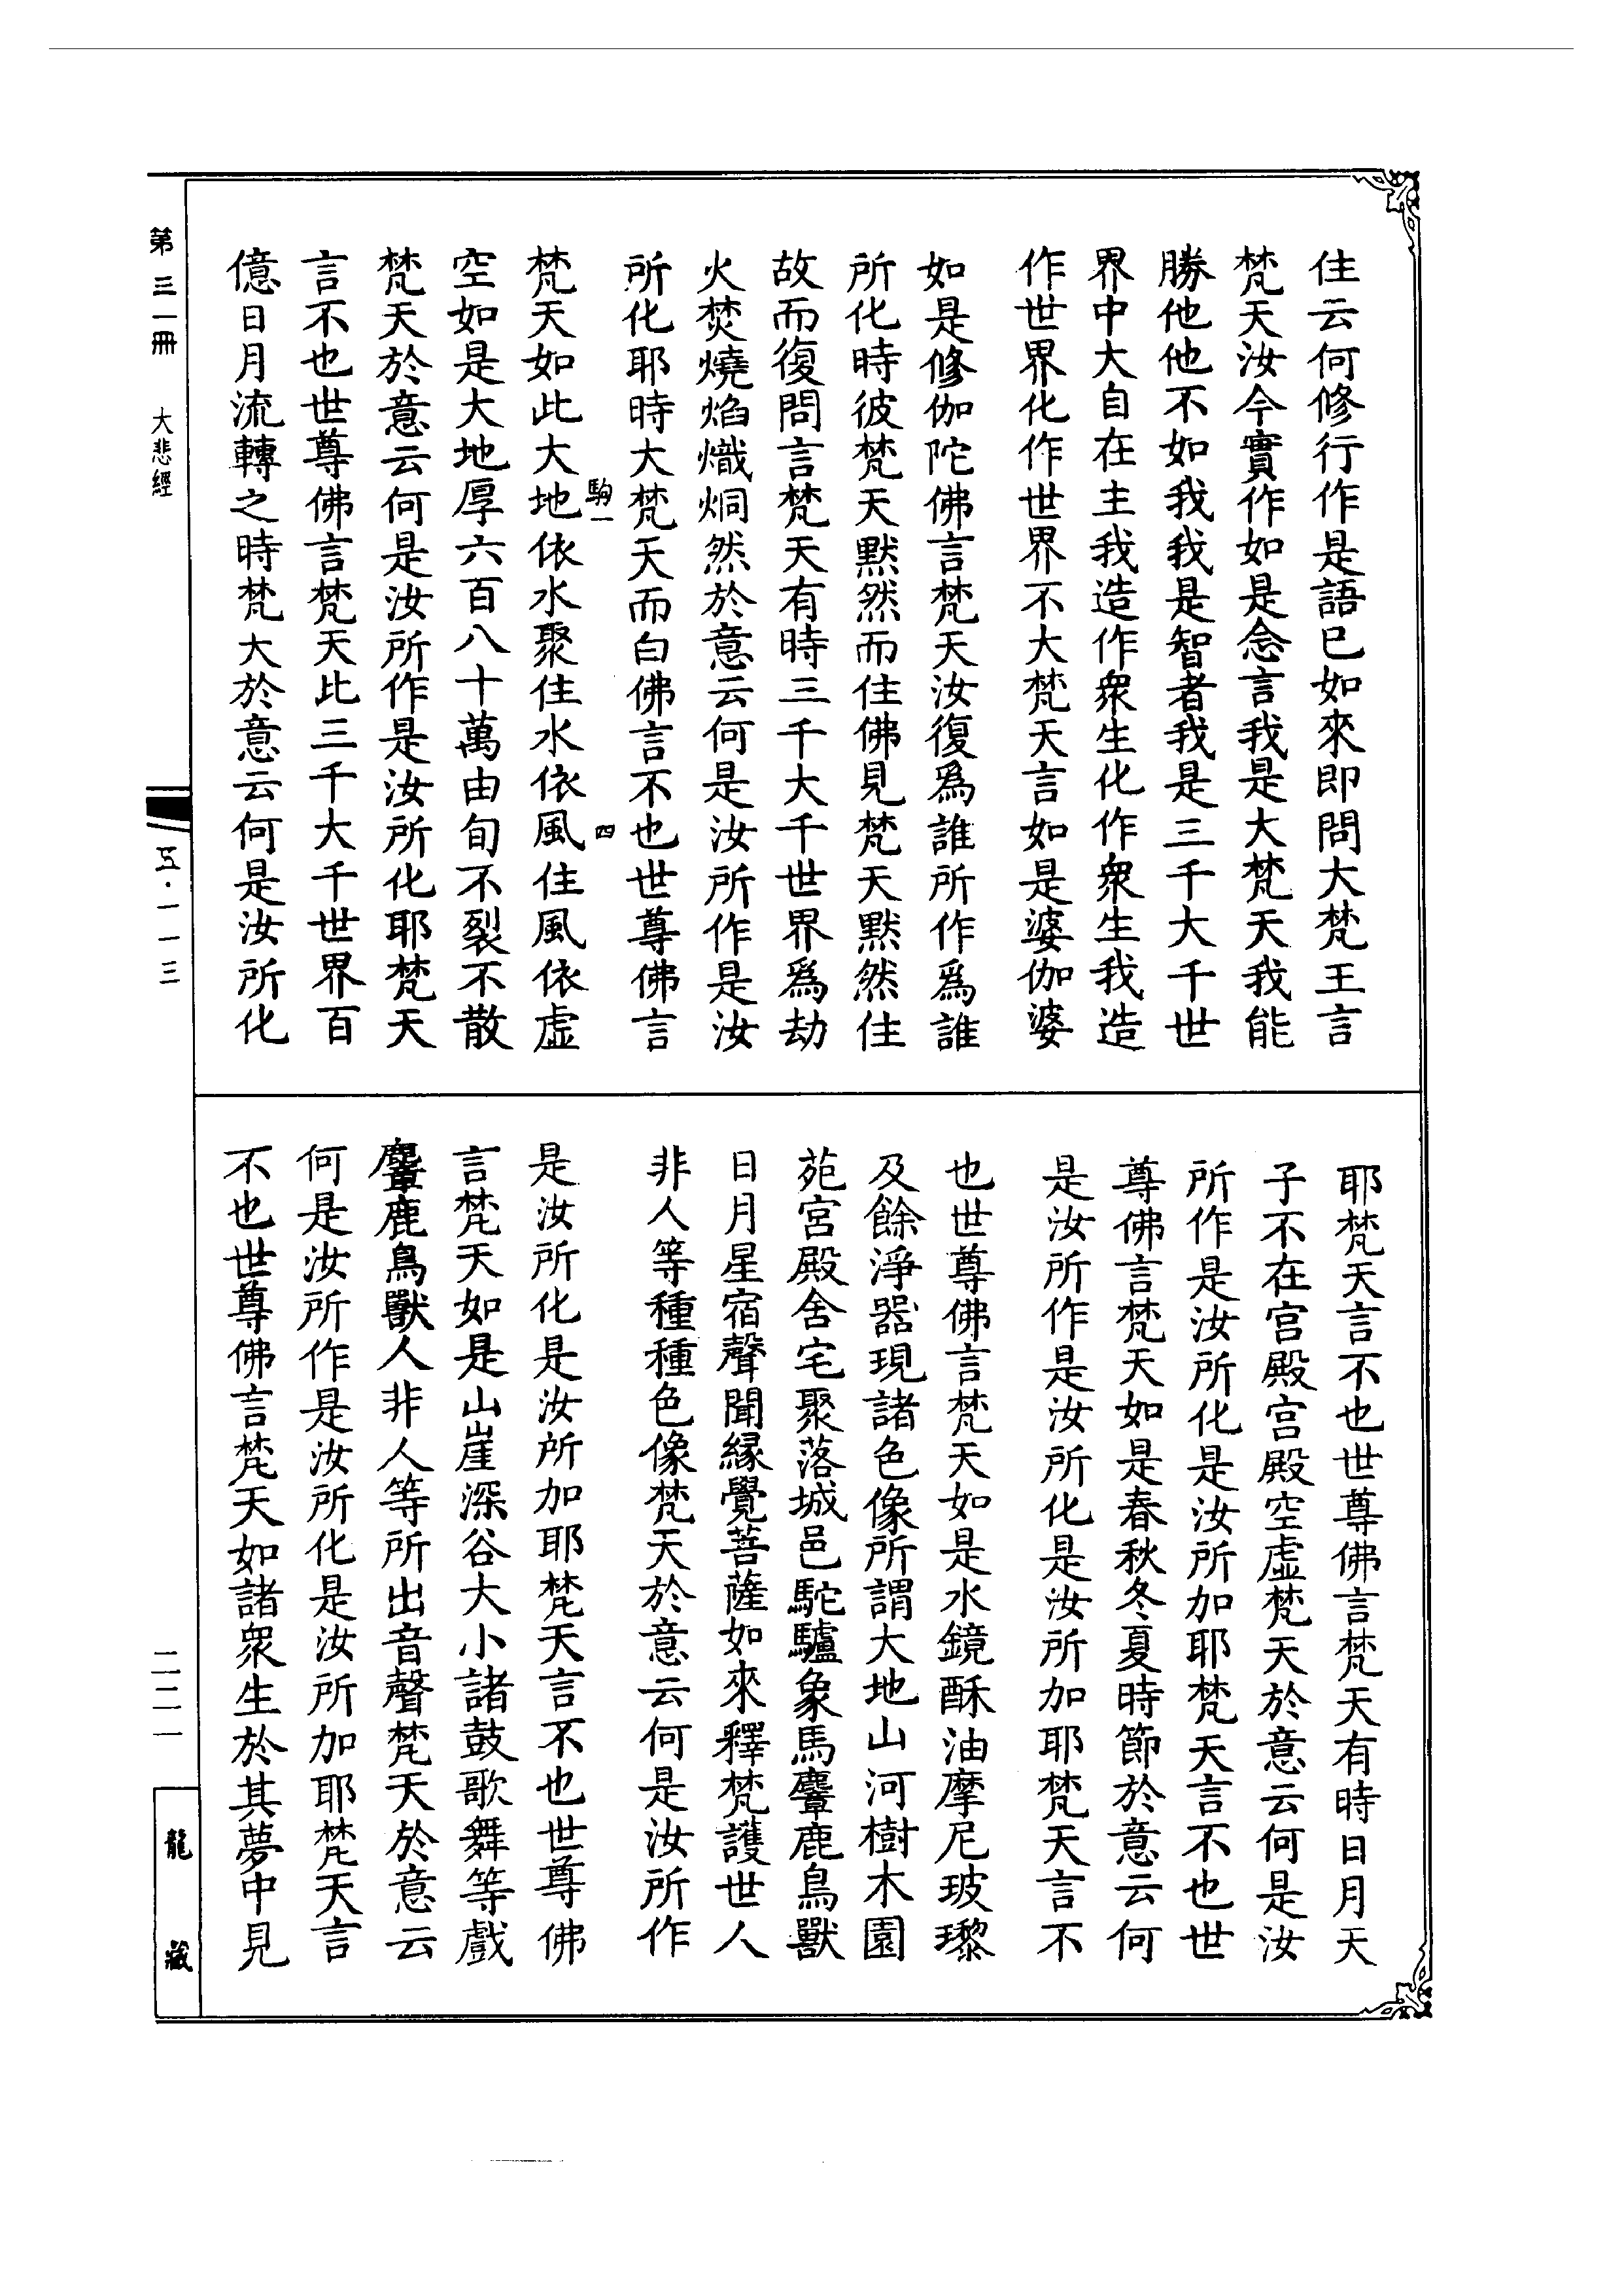 住云何修行作是語已如來即問大梵王言
梵天汝今實作如是念言我是大梵天我能
勝他他不如我我是智者我是三千大千世
界中大自在主我造作衆生化作衆生我造
作世界化作世界不大梵天言如是婆伽婆
如是修伽陀佛言梵天汝復爲誰所作爲誰
所化時彼梵天默然而住佛見梵天默然住
故而復問言梵天有時三千大千世界爲劫
火焚燒焰熾烔然於意云何是汝所作是汝
所化耶時大梵天而白佛言不也世尊佛言
駒一
四
梵天如此大地依水聚住水依風住風依虛
空如是大地厚六百八十萬由旬不裂不散
梵天於意云何是汝所作是汝所化耶梵天
言不也世尊佛言梵天此三千大千世界百
億日月流轉之時梵大於意云何是汝所化
耶梵天言不也世尊佛言梵天有時日月天
子不在宮殿宮殿空虛梵天於意云何是汝
所作是汝所化是汝所加耶梵天言不也世
尊佛言梵天如是春秋冬夏時節於意云何
是汝所作是汝所化是汝所加耶梵天言不
也世尊佛言梵天如是水鏡酥油摩尼玻瓈
及餘淨器現諸色像所謂大地山河樹木園
苑宮殿舍宅聚落城邑駝驢象馬麞鹿鳥獸
日月星宿聲聞緣覺菩薩如來釋梵護世人
非人等種種色像梵天於意云何是汝所作
是汝所化是汝所加耶梵天言不也世尊佛
言梵天如是山崖深谷大小諸鼓歌舞等戲
麞鹿鳥獸人非人等所出音聲梵天於意云
何是汝所作是汝所化是汝所加耶梵天言
不也世尊佛言梵天如諸衆生於其夢中見
第三一冊 大悲經
五·一一三
二二一
龍藏